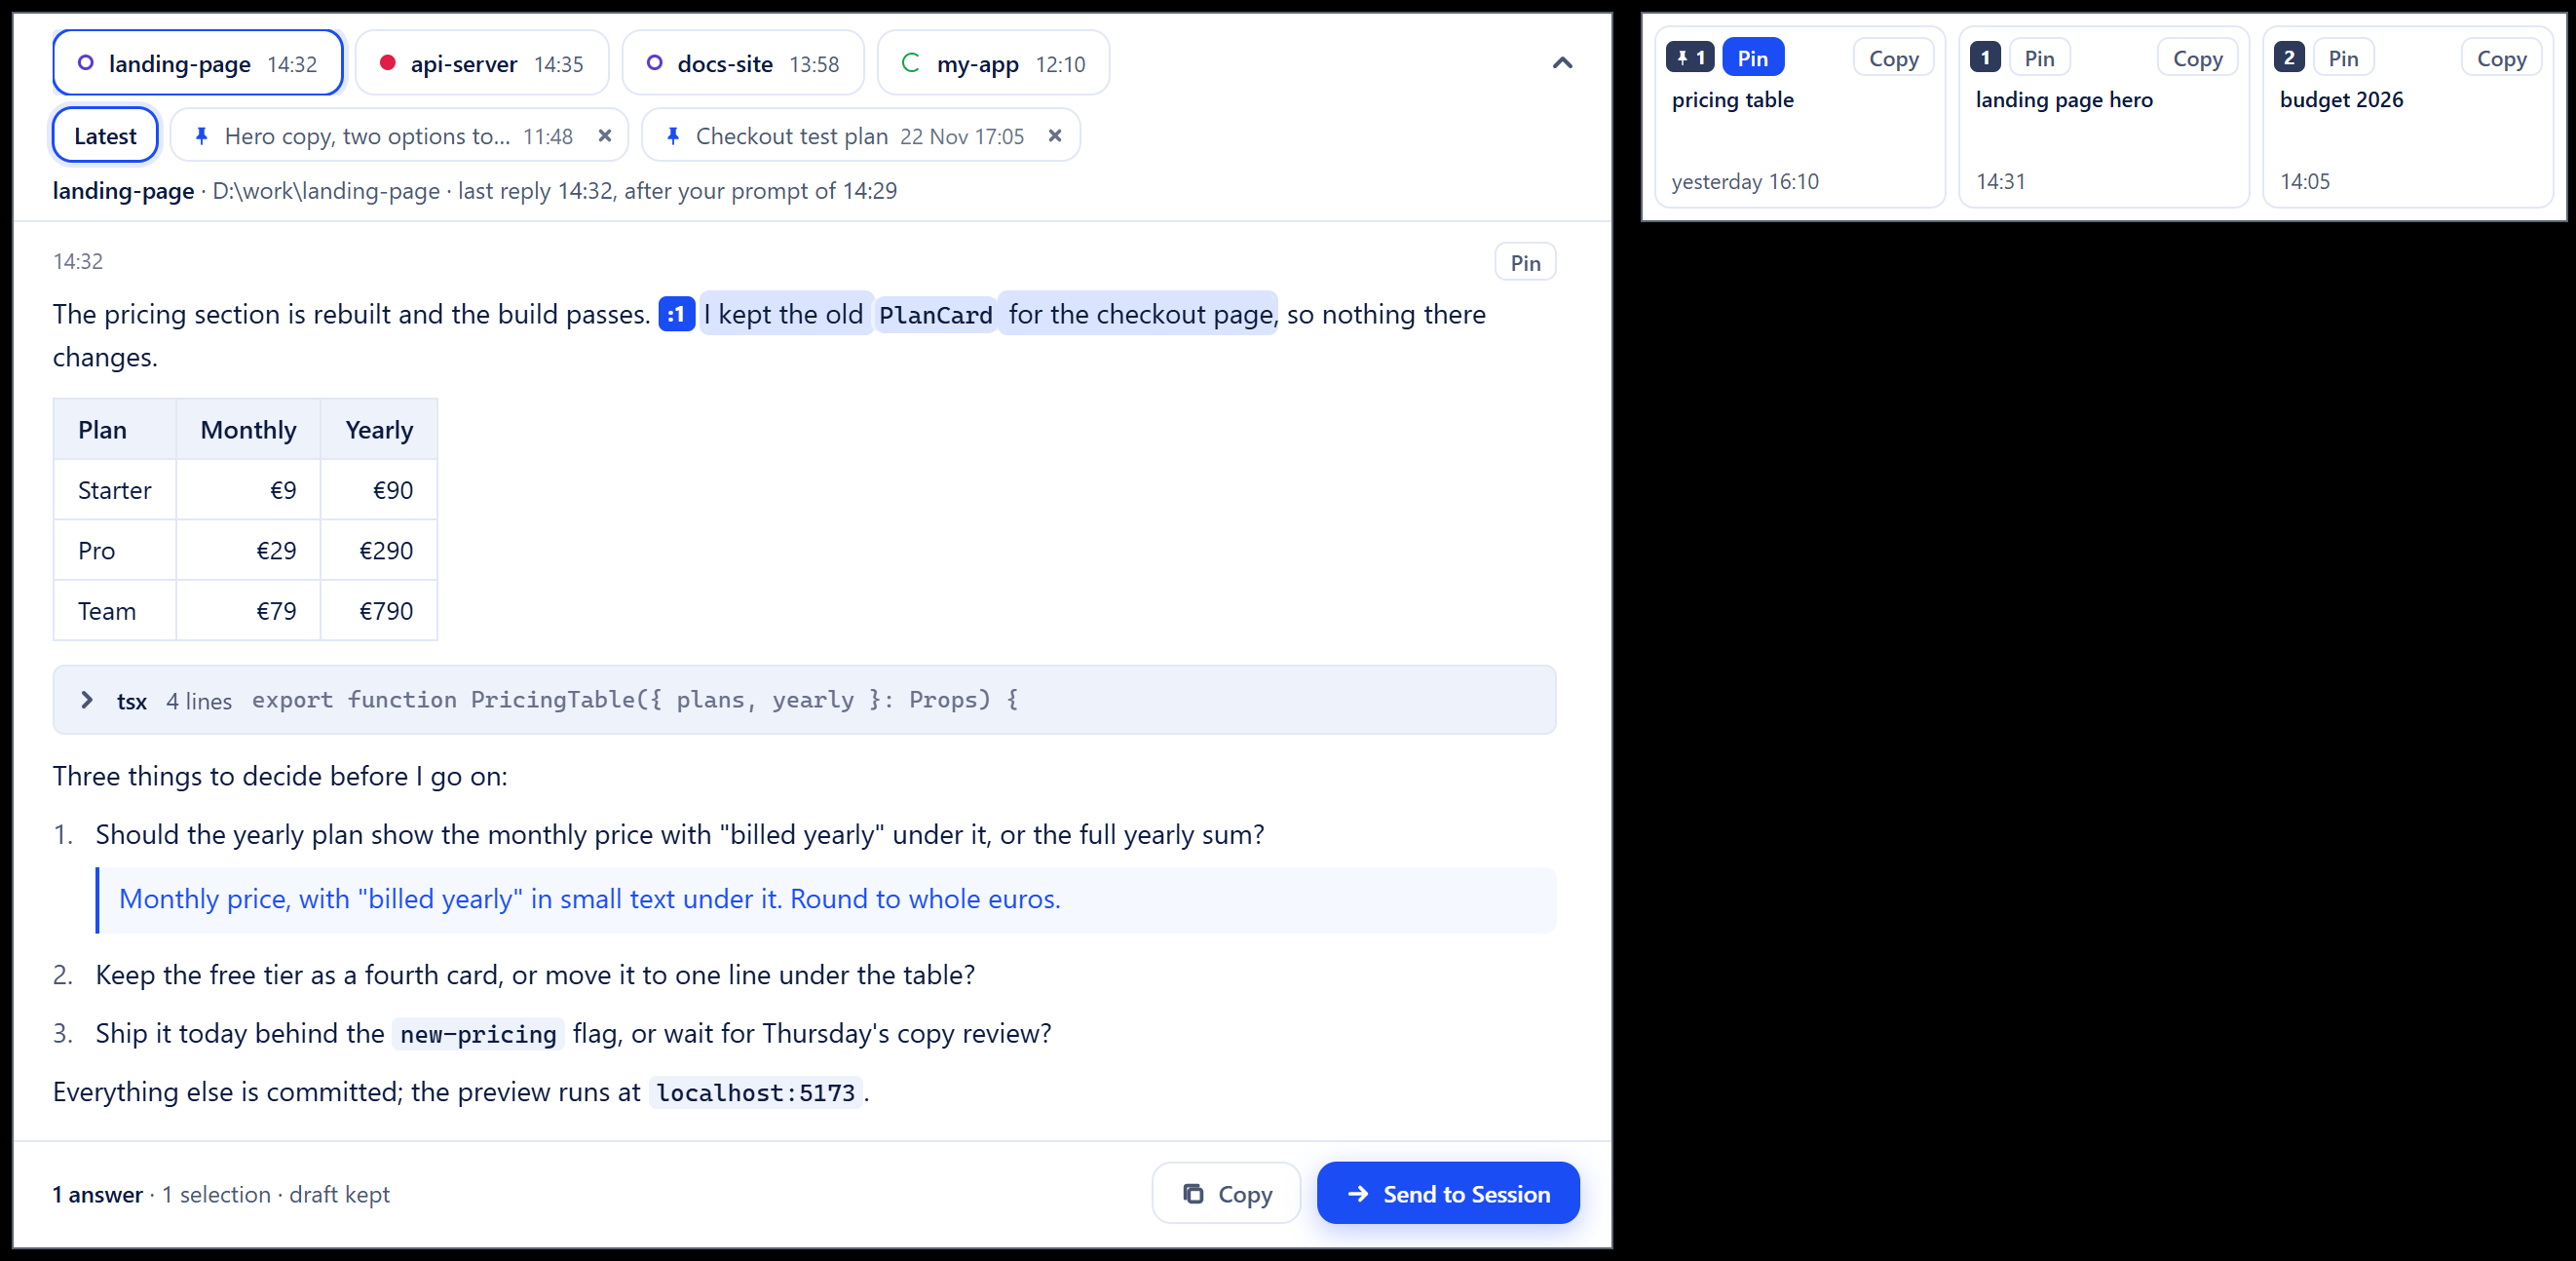 landing-page 14:32 api-server 14:35 docs-site 13:58 my-app 12:10
Latest Hero copy, two options to... 11:48 Checkout test plan 22 Nov 17:05
landing-page · D:\work\landing-page · last reply 14:32, after your prompt of 14:29
14:32 Pin
The pricing section is rebuilt and the build passes. :1 I kept the old PlanCard for the checkout page, so nothing there
changes.
Plan Monthly Yearly
Starter €9 €90
Pro €29 €290
Team €79 €790
tsx 4 lines export function PricingTable({ plans, yearly }: Props) {
Three things to decide before I go on:
1. Should the yearly plan show the monthly price with "billed yearly" under it, or the full yearly sum?
Monthly price, with "billed yearly" in small text under it. Round to whole euros.
2. Keep the free tier as a fourth card, or move it to one line under the table?
3. Ship it today behind the new-pricing flag, or wait for Thursday's copy review?
Everything else is committed; the preview runs at localhost:5173.
1 answer · 1 selection · draft kept Copy Send to Session
1 Pin Copy
pricing table
yesterday 16:10
1 Pin Copy
landing page hero
14:31
2 Pin Copy
budget 2026
14:05